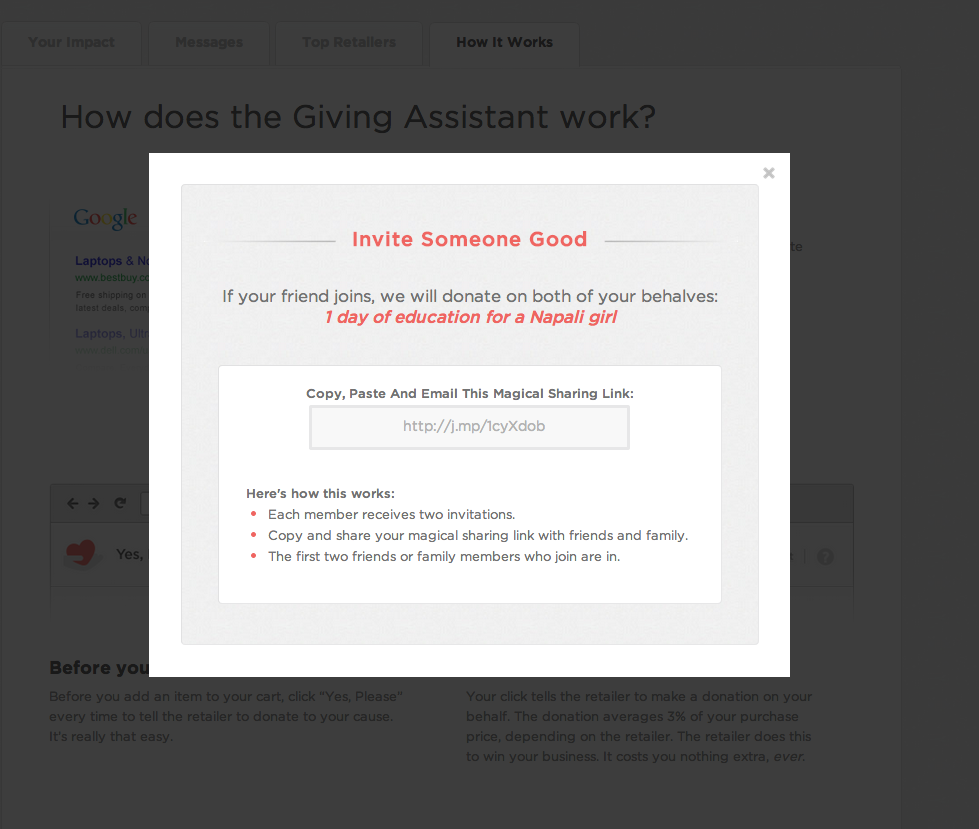 Your Impact
Messages
Top Retailers
How It Works
How does the Giving Assistant work?
Google
Laptops & No
www.bestbuy.co
Free shipping on
latest deals, com
Laptops, Ultr
Invite Someone Good
If your friend joins, we will donate on both of your behalves:
1 day of education for a Napali girl
Copy, Paste And Email This Magical Sharing Link:
http://j.mp/1cyXdob
Here's how this works:
Each member receives two invitations.
Copy and share your magical sharing link with friends and family.
The first two friends or family members who join are in.
te
Yes,
Before you
Before you add an item to your cart, click "Yes, Please"
every time to tell the retailer to donate to your cause.
It's really that easy.
Your click tells the retailer to make a donation on your
behalf. The donation averages 3% of your purchase
price, depending on the retailer. The retailer does this
to win your business. It costs you nothing extra, ever.